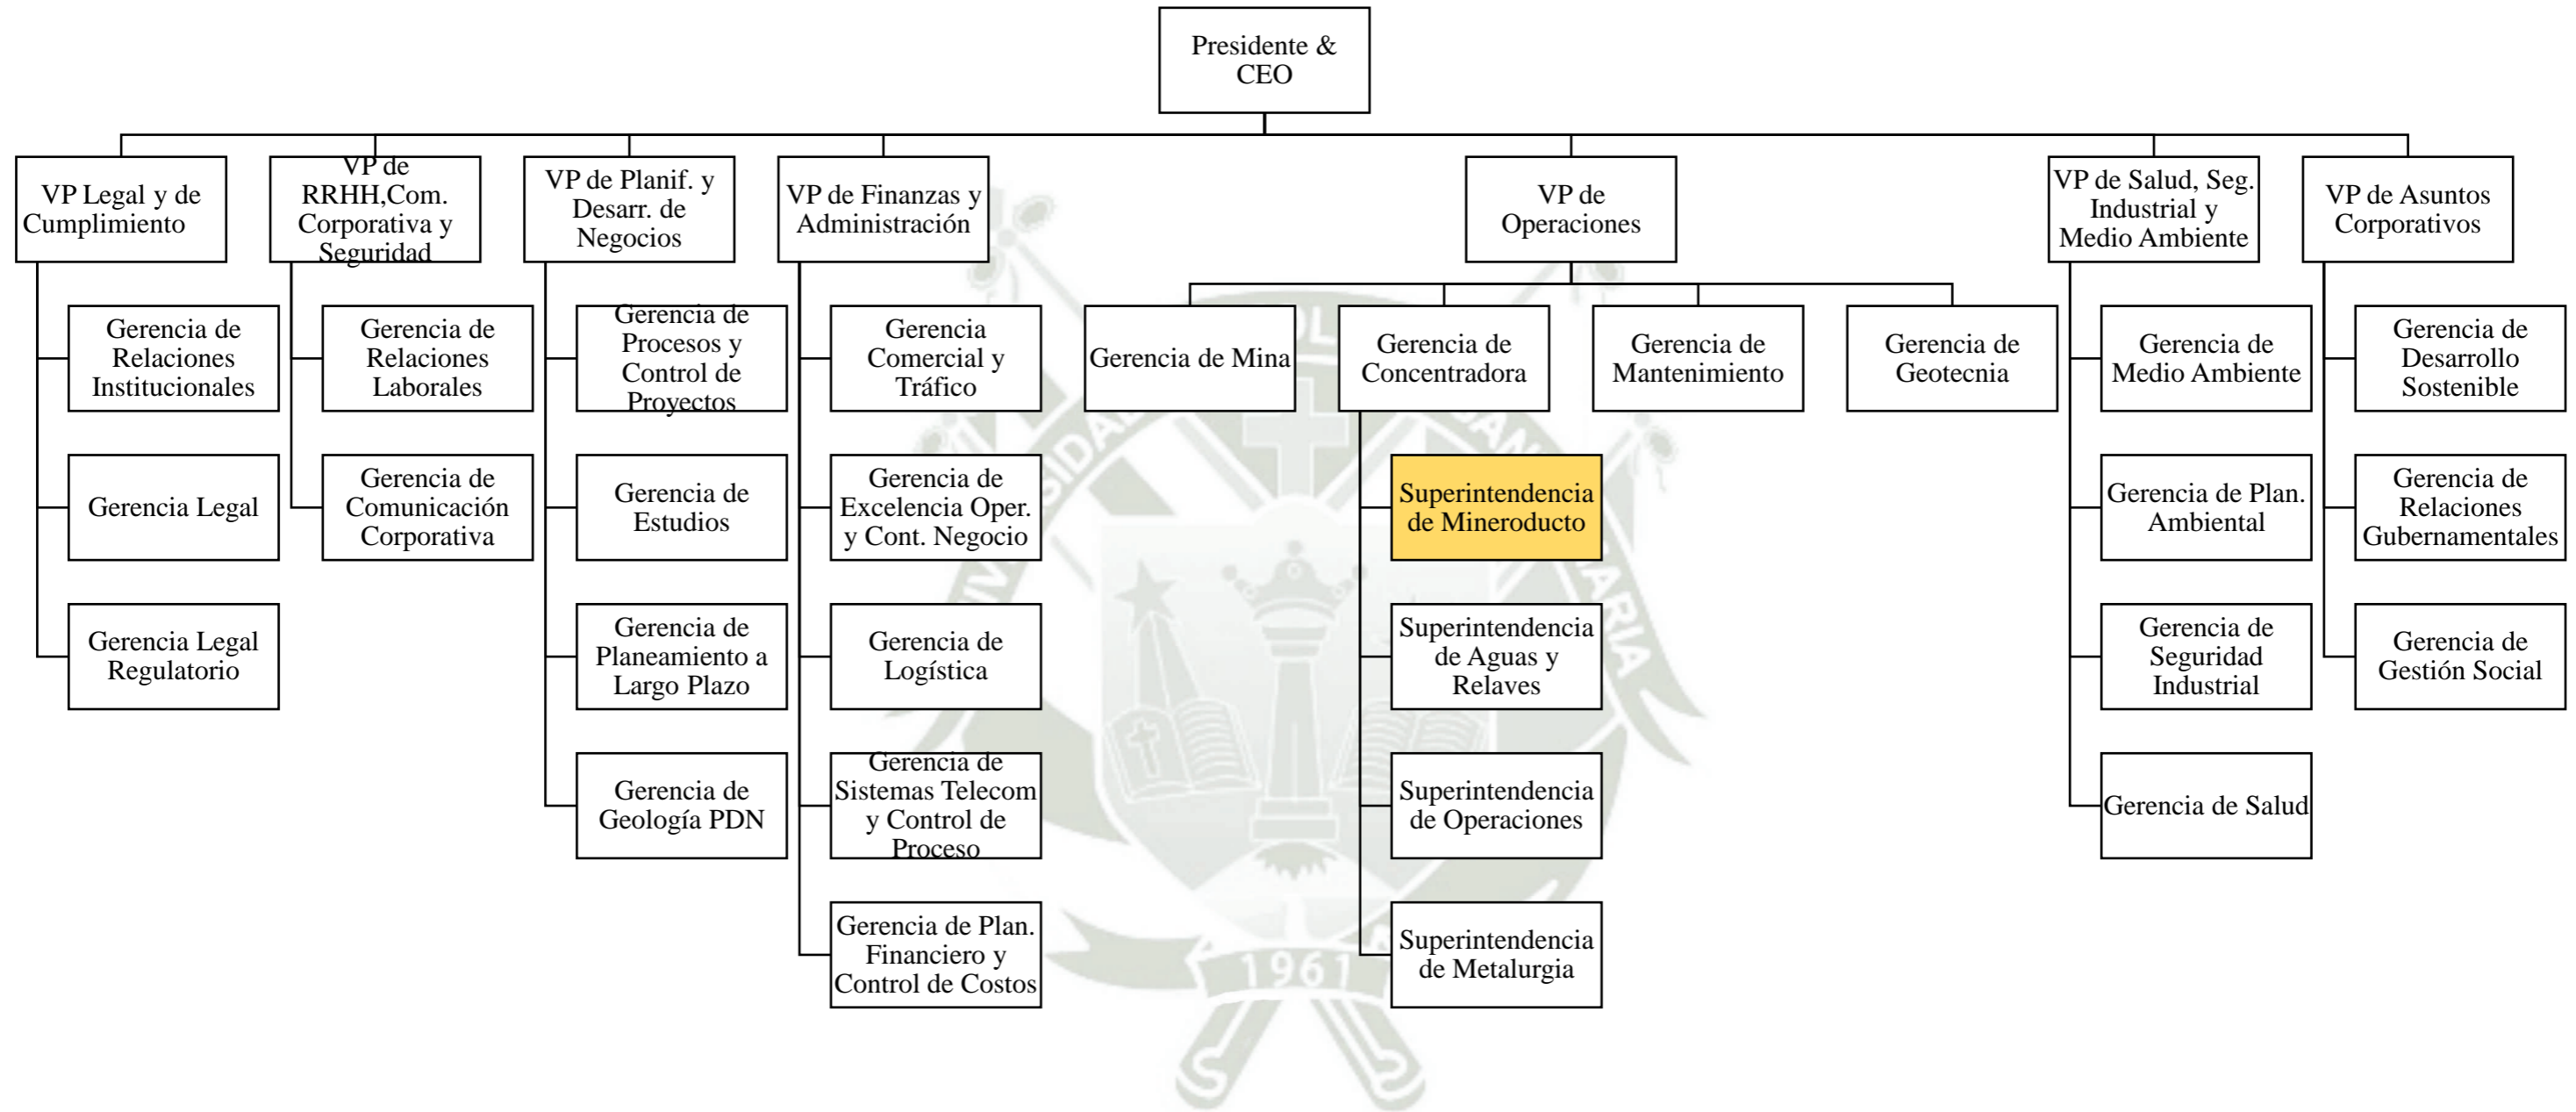 Presidente &
CEO
VP Legal y de
Cumplimiento
VP de
RRHH,Com.
Corporativa y
Seguridad
VP de Planif. y
Desarr. de
Negocios
VP de Finanzas y
Administración
VP de
Operaciones
VP de Salud, Seg.
Industrial y
Medio Ambiente
VP de Asuntos
Corporativos
Gerencia de
Relaciones
Institucionales
Gerencia Legal
Gerencia Legal
Regulatorio
Gerencia de
Relaciones
Laborales
Gerencia de
Comunicación
Corporativa
Gerencia de
Procesos y
Control de
Proyectos
Gerencia de
Estudios
Gerencia de
Planeamiento a
Largo Plazo
Gerencia de
Geología PDN
Gerencia
Comercial y
Tráfico
Gerencia de
Excelencia Oper.
y Cont. Negocio
Gerencia de
Logística
Gerencia de
Sistemas Telecom
y Control de
Proceso
Gerencia de Plan.
Financiero y
Control de Costos
Gerencia de Mina
Gerencia de
Concentradora
Gerencia de
Mantenimiento
Gerencia de
Geotecnia
Superintendencia
de Mineroducto
Superintendencia
de Aguas y
Relaves
Superintendencia
de Operaciones
Superintendencia
de Metalurgia
Gerencia de
Medio Ambiente
Gerencia de Plan.
Ambiental
Gerencia de
Seguridad
Industrial
Gerencia de Salud
Gerencia de
Desarrollo
Sostenible
Gerencia de
Relaciones
Gubernamentales
Gerencia de
Gestión Social
1961